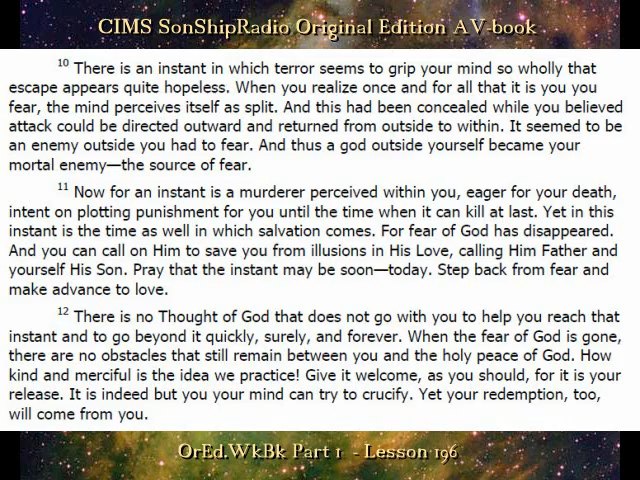 CIMS SonShipRadio Original Edition AV-book
10 There is an instant in which terror seems to grip your mind so wholly that
escape appears quite hopeless. When you realize once and for all that it is you you
fear, the mind perceives itself as split. And this had been concealed while you believed
attack could be directed outward and returned from outside to within. It seemed to be
an enemy outside you had to fear. And thus a god outside yourself became your
mortal enemy—the source of fear.
11 Now for an instant is a murderer perceived within you, eager for your death,
intent on plotting punishment for you until the time when it can kill at last. Yet in this
instant is the time as well in which salvation comes. For fear of God has disappeared.
And you can call on Him to save you from illusions in His Love, calling Him Father and
yourself His Son. Pray that the instant may be soon—today. Step back from fear and
make advance to love.
12 There is no Thought of God that does not go with you to help you reach that
instant and to go beyond it quickly, surely, and forever. When the fear of God is gone,
there are no obstacles that still remain between you and the holy peace of God. How
kind and merciful is the idea we practice! Give it welcome, as you should, for it is your
release. It is indeed but you your mind can try to crucify. Yet your redemption, too,
will come from you.
OrEd.WkBk Part 1 - Lesson 196